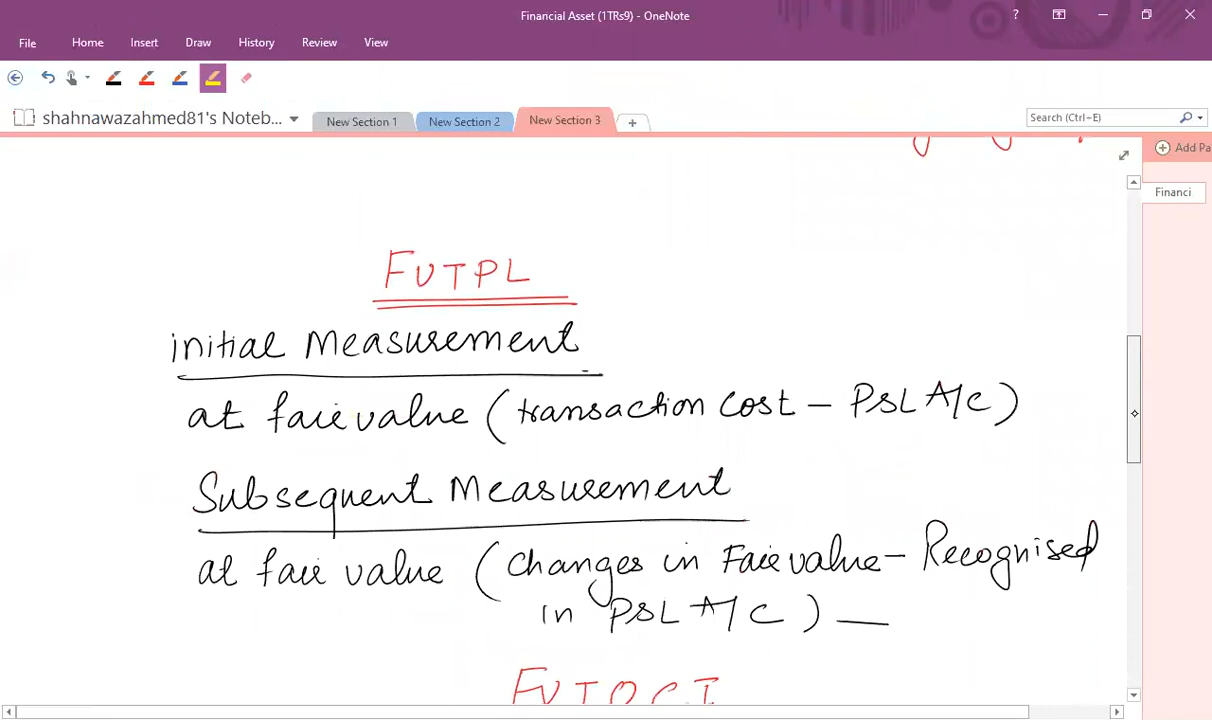 Financial Asset (1TRs9) - OneNote
?
File Home Insert Draw History Review View
shahnawazahmed81's Noteb... New Section 1 New Section 2 New Section 3 Search (Ctrl+E)
Add Pa
Financi
FVTPL
initial Measurement
at fair value (transaction cost - P&L A/C)
Subsequent Measurement
at fair value (Changes in Fair value - Recognised
in P&L A/C)
FVTOCI